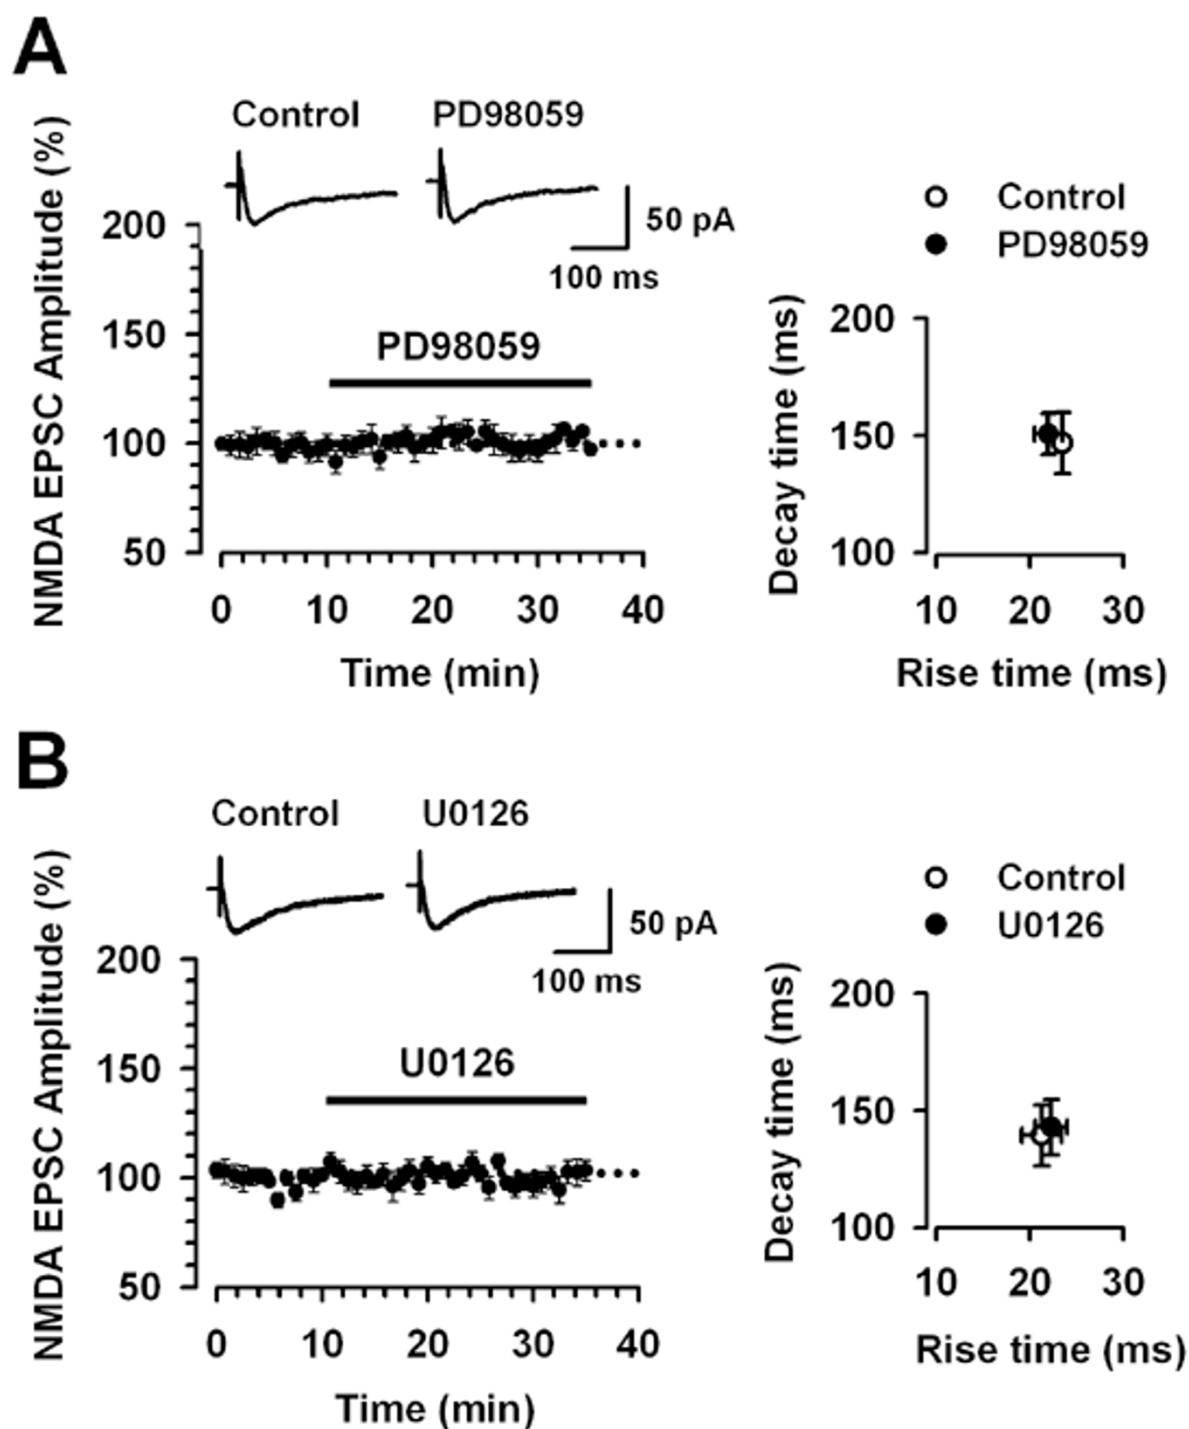 A
Control PD98059
50 pA
100 ms
NMDA EPSC Amplitude (%)
200
150
100
50
PD98059
0 10 20 30 40
Time (min)
Control
PD98059
Decay time (ms)
200
150
100
10 20 30
Rise time (ms)
B
Control U0126
50 pA
100 ms
NMDA EPSC Amplitude (%)
200
150
100
50
U0126
0 10 20 30 40
Time (min)
Control
U0126
Decay time (ms)
200
150
100
10 20 30
Rise time (ms)